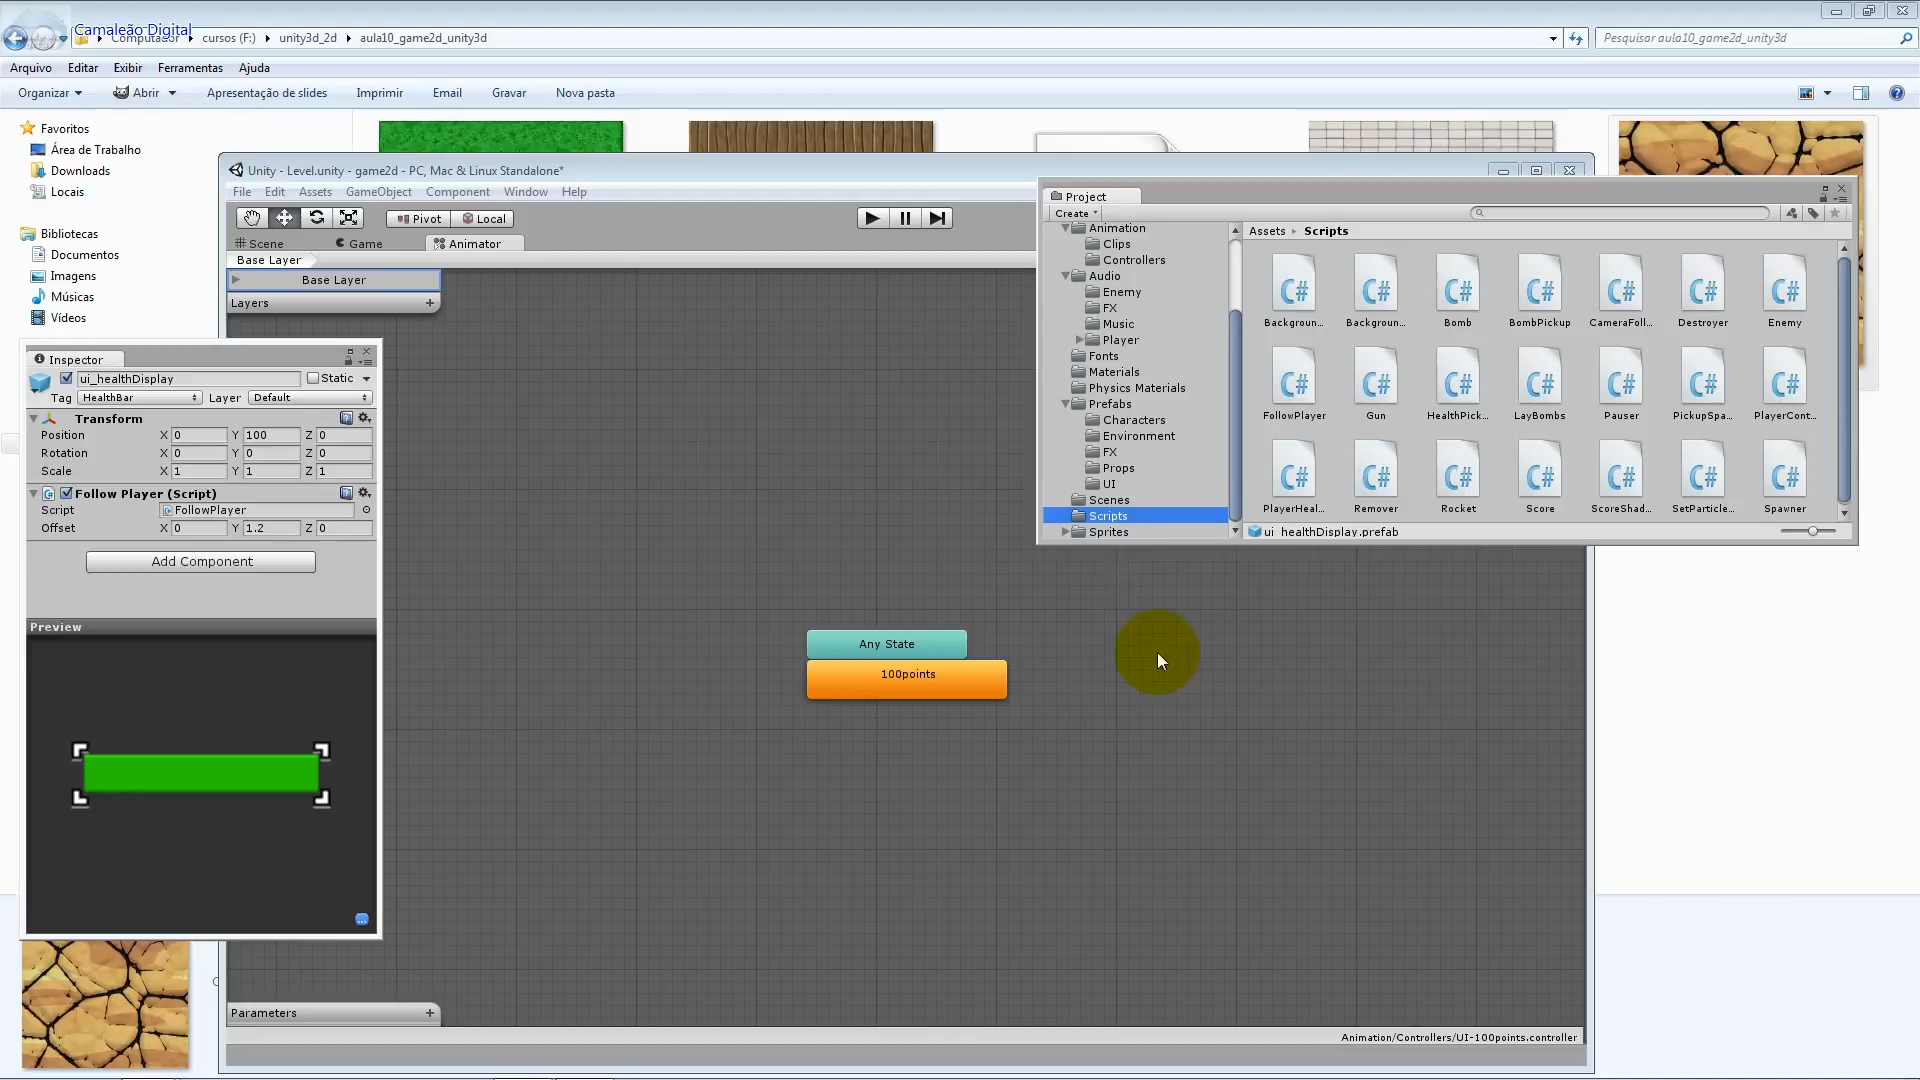 Camaleão Digital
Computador cursos (F:) unity3d_2d aula10_game2d_unity3d
Pesquisar aula10_game2d_unity3d
Arquivo Editar Exibir Ferramentas Ajuda
Organizar Abrir Apresentação de slides Imprimir Email Gravar Nova pasta
Favoritos
Área de Trabalho
Downloads
Locais
Bibliotecas
Documentos
Imagens
Músicas
Vídeos
Unity - Level.unity - game2d - PC, Mac & Linux Standalone*
File Edit Assets GameObject Component Window Help
Pivot Local
Scene Game Animator
Base Layer
Base Layer
Layers
Any State
100points
Parameters
Animation/Controllers/UI-100points.controller
Inspector
ui_healthDisplay Static
Tag HealthBar Layer Default
Transform
Position X 0 Y 100 Z 0
Rotation X 0 Y 0 Z 0
Scale X 1 Y 1 Z 1
Follow Player (Script)
Script FollowPlayer
Offset X 0 Y 1.2 Z 0
Add Component
Preview
Project
Create
Animation
Clips
Controllers
Audio
Enemy
FX
Music
Player
Fonts
Materials
Physics Materials
Prefabs
Characters
Environment
FX
Props
UI
Scenes
Scripts
Sprites
Assets Scripts
C# C# C# C# C# C# C#
Backgroun... Backgroun... Bomb BombPickup CameraFoll... Destroyer Enemy
C# C# C# C# C# C# C#
FollowPlayer Gun HealthPick... LayBombs Pauser PickupSpa... PlayerCont...
C# C# C# C# C# C# C#
PlayerHeal... Remover Rocket Score ScoreShad... SetParticle... Spawner
ui_healthDisplay.prefab